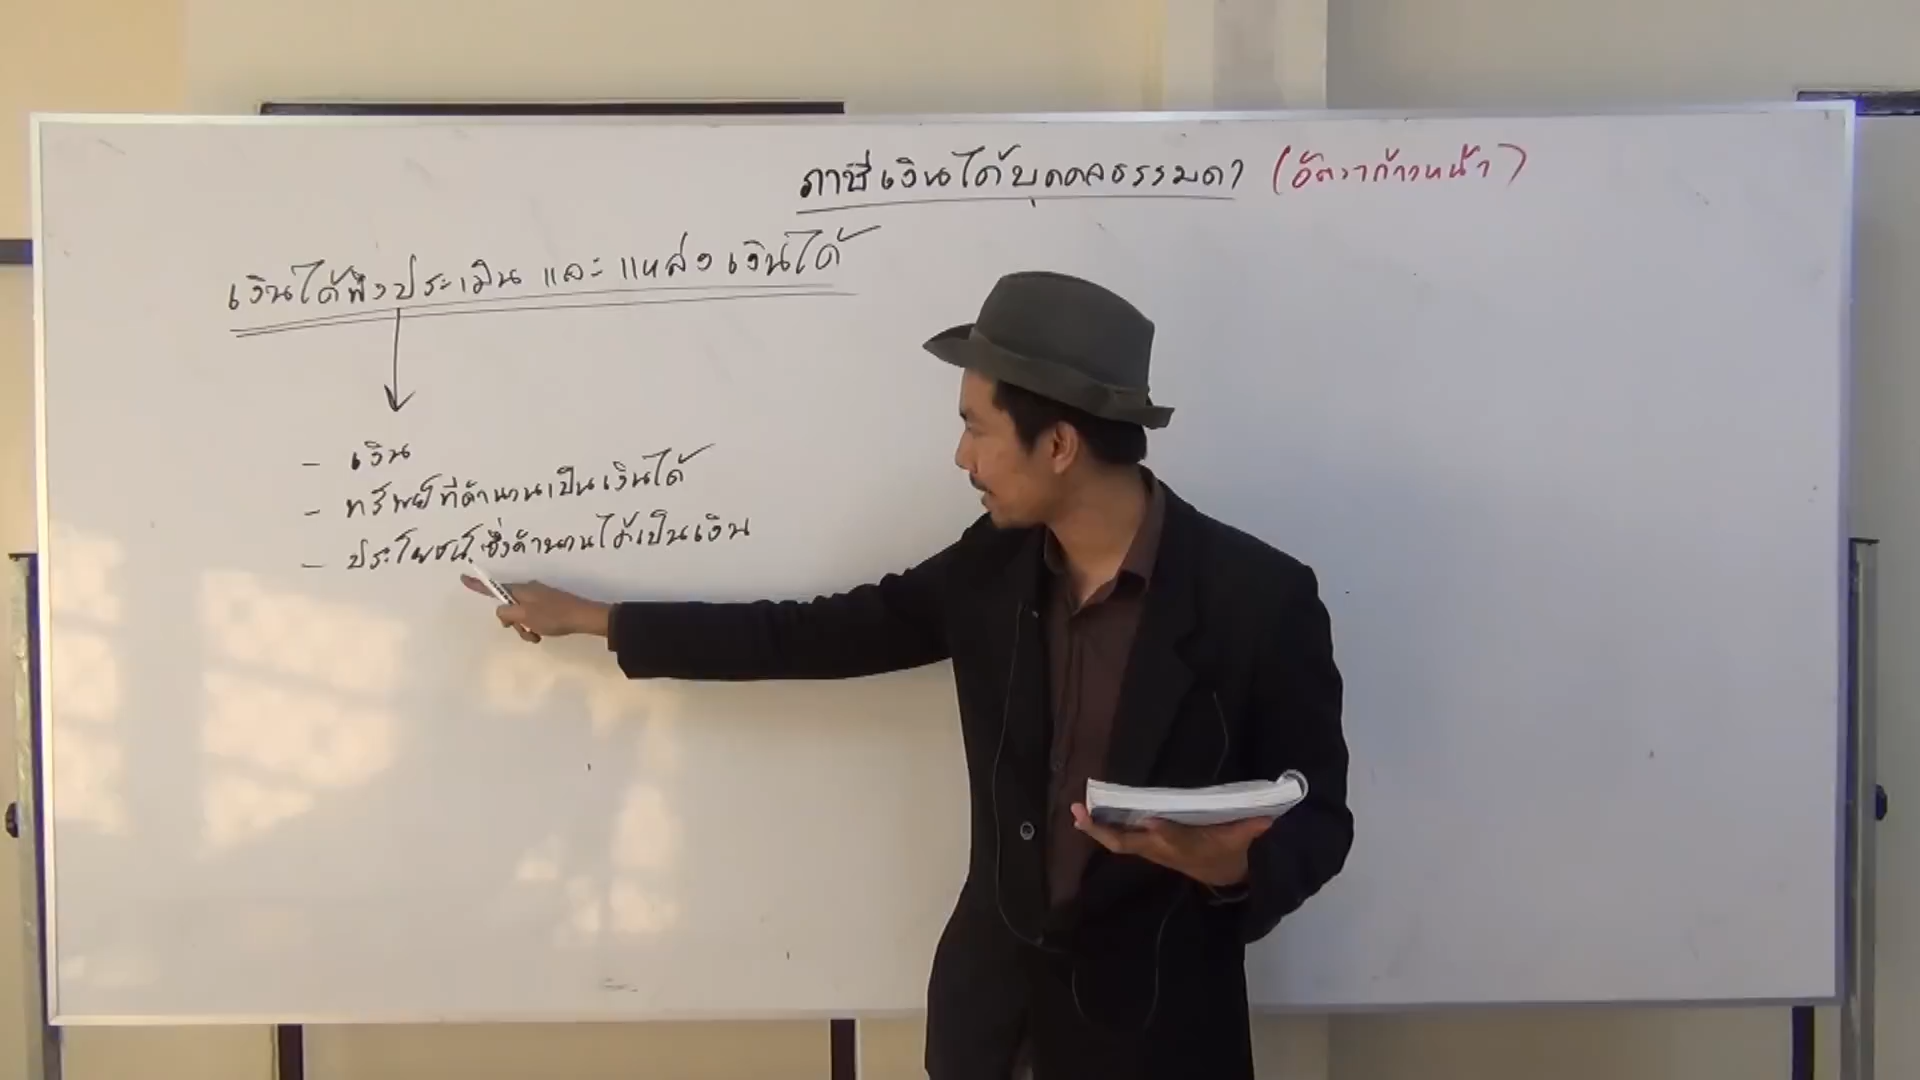 ภาษีเงินได้บุคคลธรรมดา (อัตราก้าวหน้า)
เงินได้พึงประเมิน และ แหล่งเงินได้
- เงิน
- ทรัพย์ที่คำนวนเป็นเงินได้
- ประโยชน์ซึ่งคำนวนได้เป็นเงิน